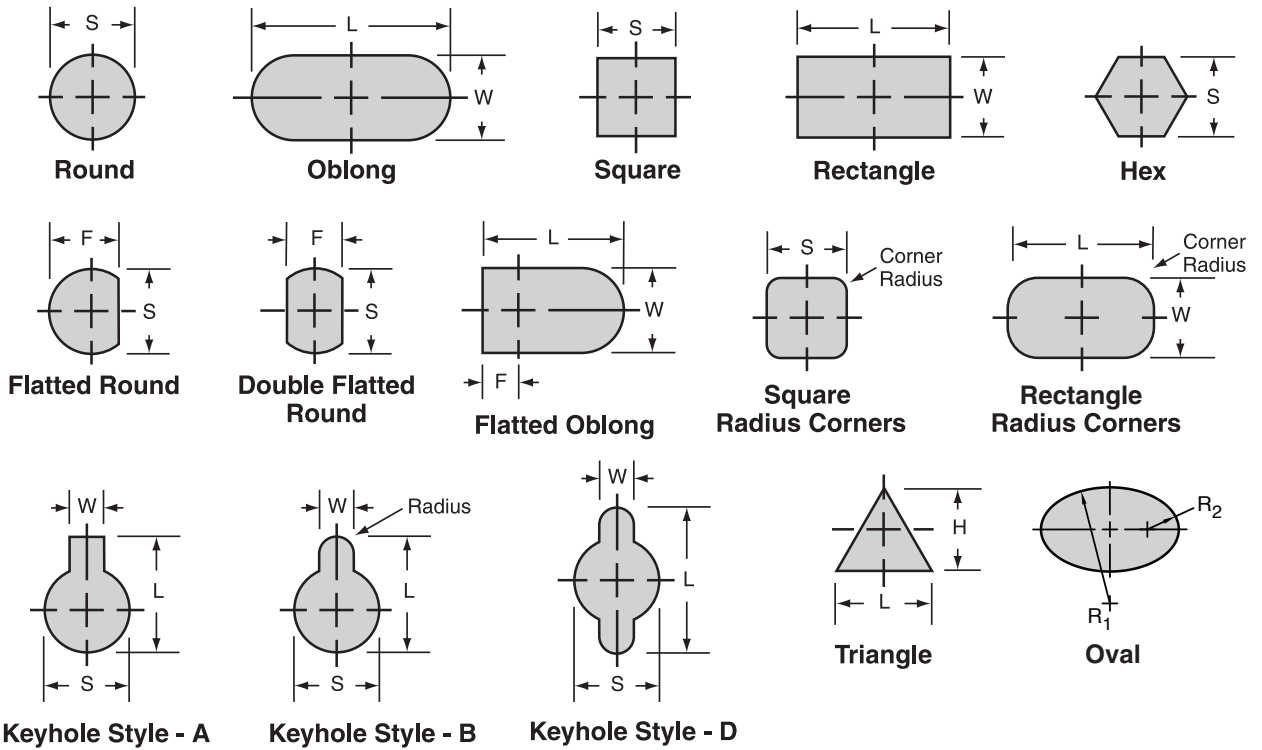 S
L
W
S
L
W
S
Round
Oblong
Square
Rectangle
Hex
F
S
F
S
L
W
F
S
Corner
Radius
L
Corner
Radius
W
Flatted Round
Double Flatted
Round
Flatted Oblong
Square
Radius Corners
Rectangle
Radius Corners
W
L
S
W
Radius
L
S
W
L
S
H
L
R2
R1
Triangle
Oval
Keyhole Style - A
Keyhole Style - B
Keyhole Style - D